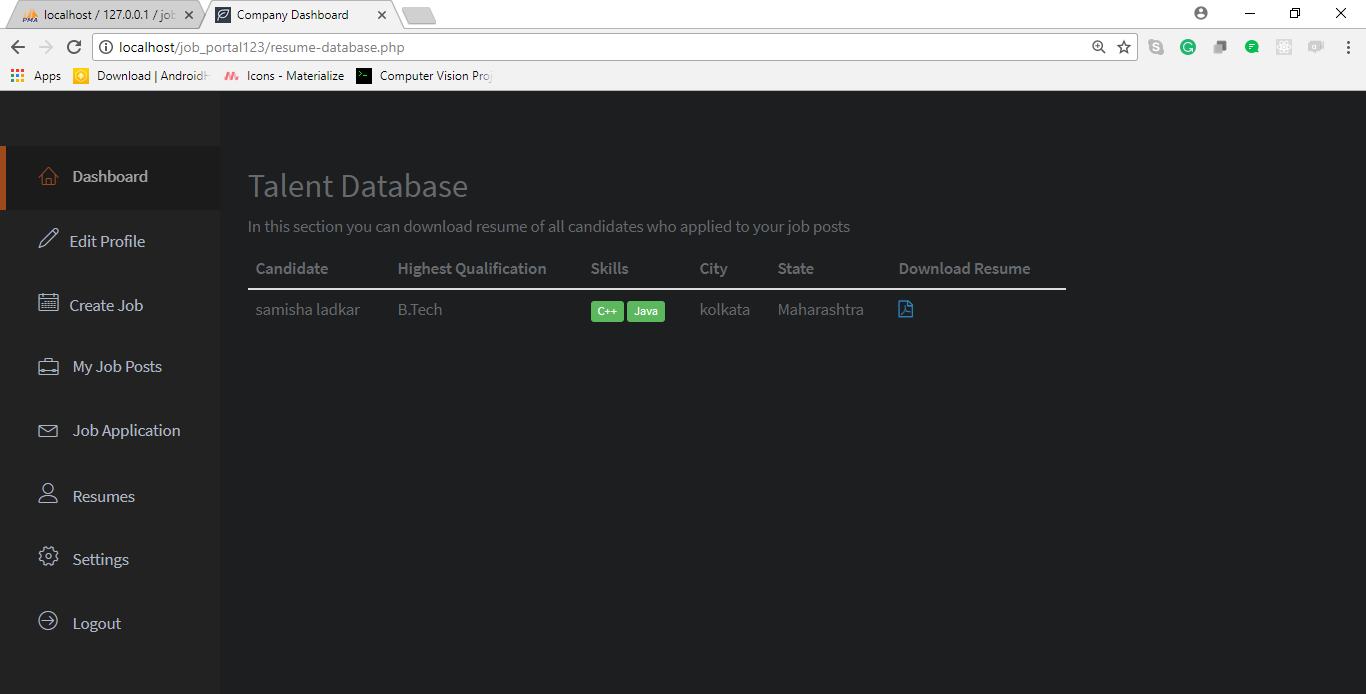 localhost / 127.0.0.1 / job
Company Dashboard
localhost/job_portal123/resume-database.php
Apps
Download | Android
Icons - Materialize
Computer Vision Proj
Dashboard
Edit Profile
Create Job
My Job Posts
Job Application
Resumes
Settings
Logout
Talent Database
In this section you can download resume of all candidates who applied to your job posts
Candidate Highest Qualification Skills City State Download Resume
samisha ladkar B.Tech C++ Java kolkata Maharashtra